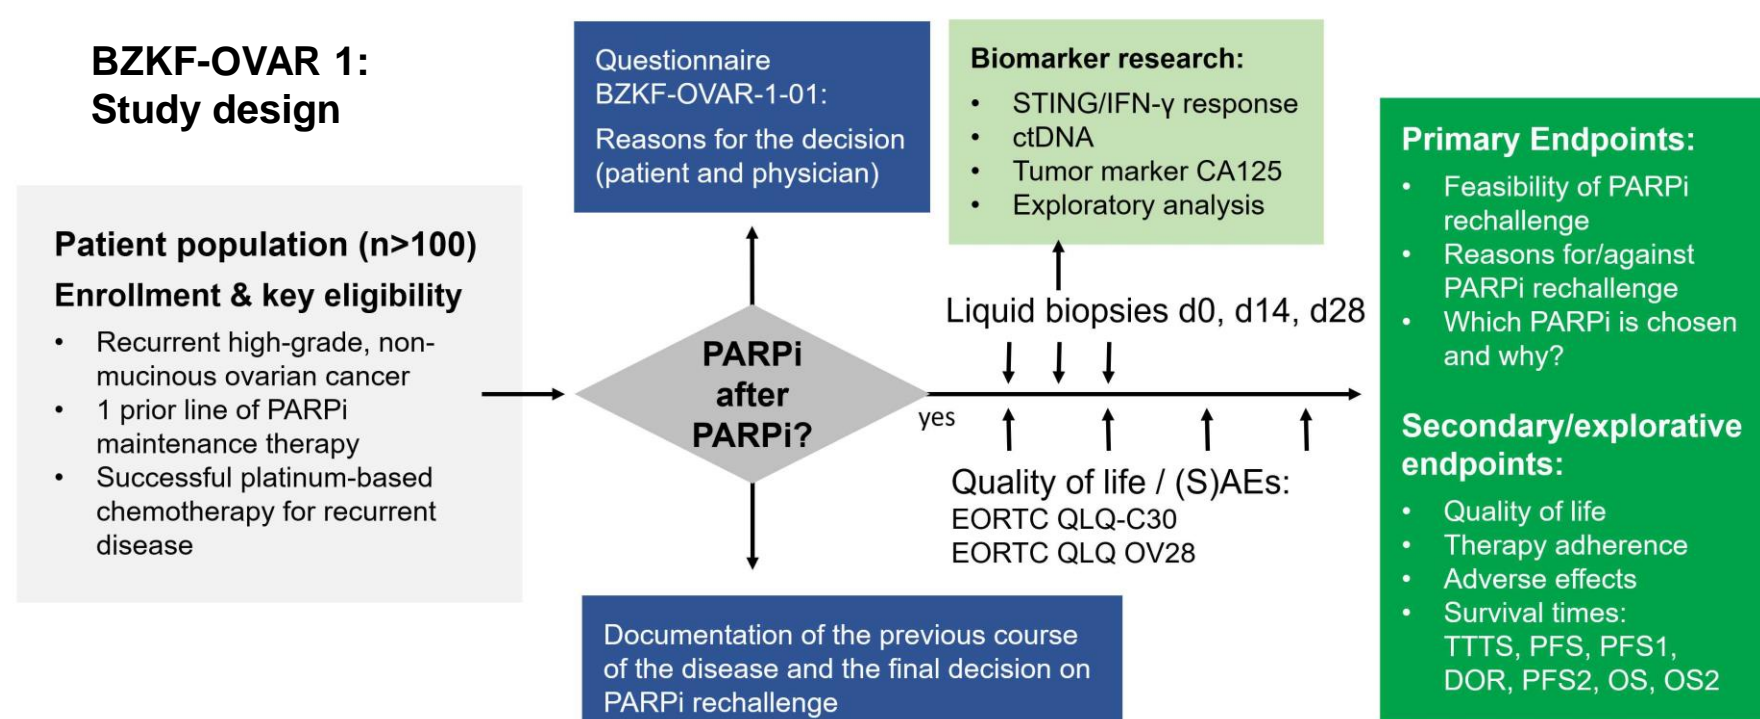 BZKF-OVAR 1:
Study design
Patient population (n>100)
Enrollment & key eligibility
• Recurrent high-grade, non-
mucinous ovarian cancer
• 1 prior line of PARPi
maintenance therapy
• Successful platinum-based
chemotherapy for recurrent
disease
Questionnaire
BZKF-OVAR-1-01:
Reasons for the decision
(patient and physician)
PARPi
after
PARPi?
yes
Documentation of the previous course
of the disease and the final decision on
PARPi rechallenge
Biomarker research:
• STING/IFN-γ response
• ctDNA
• Tumor marker CA125
• Exploratory analysis
Liquid biopsies d0, d14, d28
Quality of life / (S)AEs:
EORTC QLQ-C30
EORTC QLQ OV28
Primary Endpoints:
• Feasibility of PARPi
rechallenge
• Reasons for/against
PARPi rechallenge
• Which PARPi is chosen
and why?
Secondary/explorative
endpoints:
• Quality of life
• Therapy adherence
• Adverse effects
• Survival times:
TTTS, PFS, PFS1,
DOR, PFS2, OS, OS2